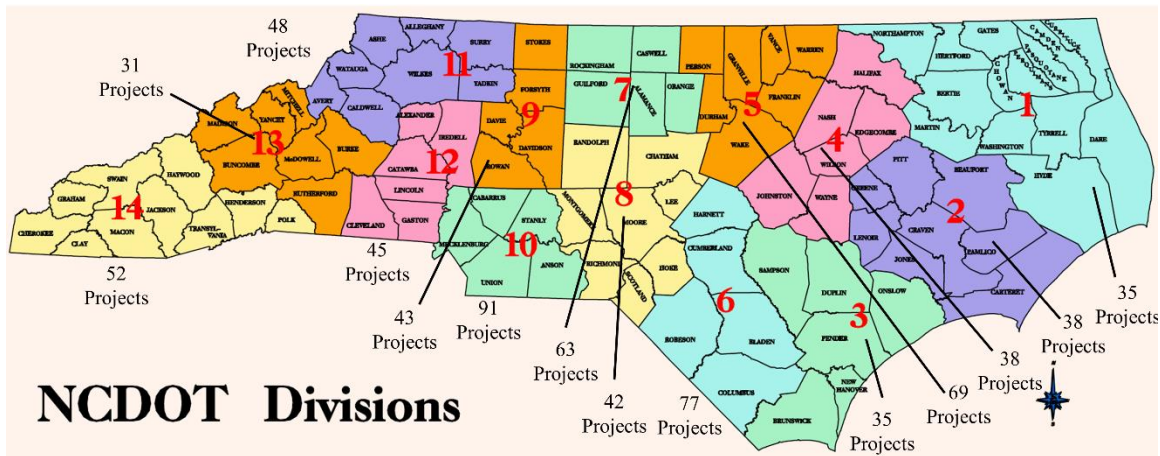 48
Projects
31
Projects
ALLEGHANY
ASHE
SURRY
STOKES
ROCKINGHAM
CASWELL
PERSON
GRANVILLE
VANCE
WARREN
NORTHAMPTON
GATES
CURRITUCK
CAMDEN
PASQUOTANK
PERQUIMANS
CHOWAN
HERTFORD
HALIFAX
BERTIE
WATAUGA
WILKES
11
YADKIN
FORSYTH
GUILFORD
7
ALAMANCE
ORANGE
DURHAM
5
FRANKLIN
NASH
EDGECOMBE
4
MARTIN
WASHINGTON
TYRRELL
DARE
1
HYDE
AVERY
MITCHELL
YANCEY
MADISON
13
CALDWELL
ALEXANDER
IREDELL
DAVIE
9
DAVIDSON
RANDOLPH
CHATHAM
WAKE
WILSON
PITT
BEAUFORT
BUNCOMBE
McDOWELL
BURKE
CATAWBA
12
ROWAN
HAYWOOD
SWAIN
GRAHAM
14
JACKSON
HENDERSON
RUTHERFORD
POLK
TRANSYL-
VANIA
MACON
CHEROKEE
CLAY
LINCOLN
CLEVELAND
GASTON
CABARRUS
STANLY
MECKLENBURG
10
UNION
ANSON
MONTGOMERY
8
MOORE
LEE
RICHMOND
SCOTLAND
HOKE
HARNETT
JOHNSTON
WAYNE
GREENE
2
LENOIR
CRAVEN
PAMLICO
JONES
CARTERET
CUMBERLAND
SAMPSON
DUPLIN
ONSLOW
6
3
ROBESON
BLADEN
PENDER
COLUMBUS
NEW
HANOVER
BRUNSWICK
52
Projects
45
Projects
43
Projects
91
Projects
63
Projects
42
Projects
77
Projects
35
Projects
69
Projects
38
Projects
38
Projects
35
Projects
NCDOT Divisions